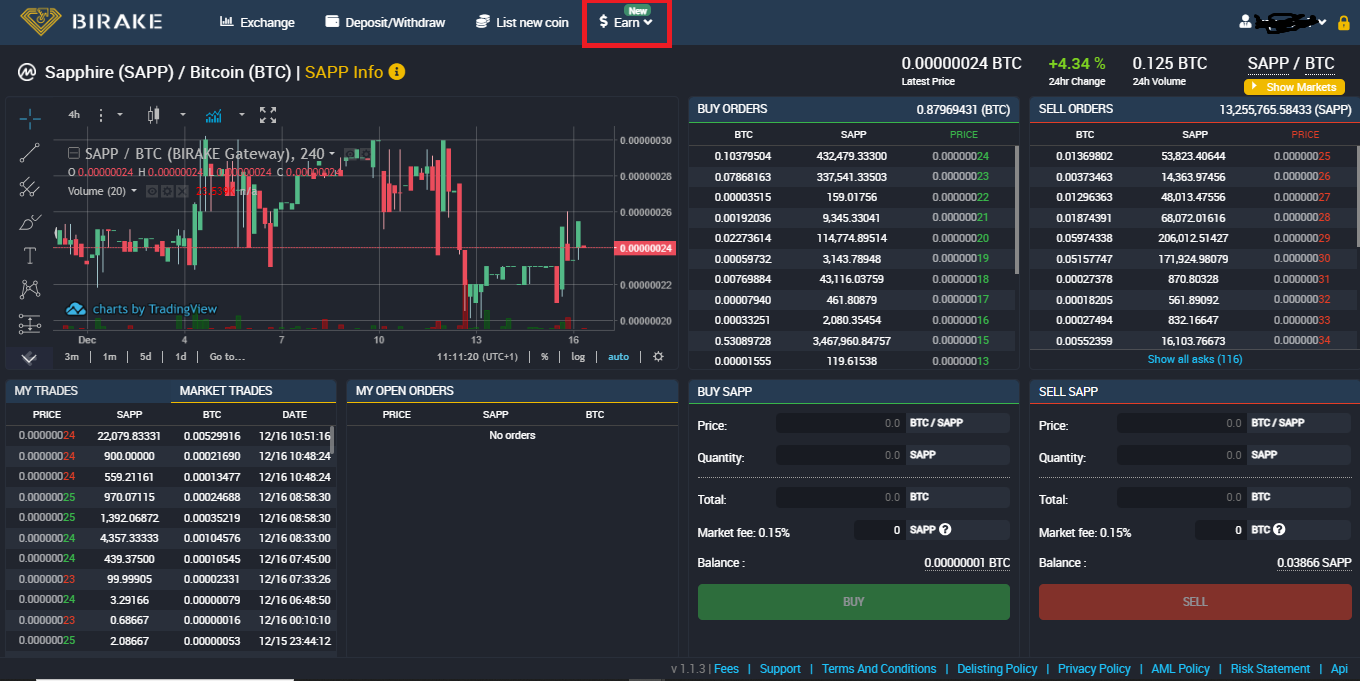 BIRAKE Exchange Deposit/Withdraw List new coin $ Earn New
Sapphire (SAPP) / Bitcoin (BTC) | SAPP Info
0.00000024 BTC +4.34 % 0.125 BTC SAPP / BTC
Latest Price 24hr Change 24h Volume Show Markets
4h
SAPP / BTC (BIRAKE Gateway), 240
O 0.00000024 H 0.00000024 L 0.00000024 C 0.00000024
Volume (20) n/a
0.00000030
0.00000028
0.00000026
0.00000024
0.00000022
0.00000020
charts by TradingView
Dec 4 7 10 13 16
3m 1m 5d 1d Go to... 11:11:20 (UTC+1) % log auto
BUY ORDERS 0.87969431 (BTC)
BTC SAPP PRICE
0.10379504 432,479.33300 0.00000024
0.07868163 337,541.33503 0.00000023
0.00003515 159.01756 0.00000022
0.00192036 9,345.33041 0.00000021
0.02273614 114,774.89514 0.00000020
0.00059732 3,143.78948 0.00000019
0.00769884 43,116.03759 0.00000018
0.00007940 461.80879 0.00000017
0.00033251 2,080.35454 0.00000016
0.53089728 3,467,960.84757 0.00000015
0.00001555 119.61538 0.00000013
SELL ORDERS 13,255,765.58433 (SAPP)
BTC SAPP PRICE
0.01369802 53,823.40644 0.00000025
0.00373463 14,363.97456 0.00000026
0.01296363 48,013.47556 0.00000027
0.01874391 68,072.01616 0.00000028
0.05974338 206,012.51427 0.00000029
0.05157747 171,924.98079 0.00000030
0.00027378 870.80328 0.00000031
0.00018205 561.89092 0.00000032
0.00027494 832.16647 0.00000033
0.00552359 16,103.76673 0.00000034
Show all asks (116)
MY TRADES MARKET TRADES
PRICE SAPP BTC DATE
0.00000024 22,079.83331 0.00529916 12/16 10:51:16
0.00000024 900.00000 0.00021690 12/16 10:48:24
0.00000024 559.21161 0.00013477 12/16 10:48:24
0.00000025 970.07115 0.00024688 12/16 08:58:30
0.00000025 1,392.06872 0.00035219 12/16 08:58:30
0.00000024 4,357.33333 0.00104576 12/16 08:33:00
0.00000024 439.37500 0.00010545 12/16 07:45:00
0.00000023 99.99905 0.00002331 12/16 07:33:26
0.00000024 3.29166 0.00000079 12/16 06:48:50
0.00000023 0.68667 0.00000016 12/16 00:10:10
0.00000025 2.08667 0.00000053 12/15 23:44:12
MY OPEN ORDERS
PRICE SAPP BTC
No orders
BUY SAPP
Price: 0.0 BTC / SAPP
Quantity: 0.0 SAPP
Total: 0.0 BTC
Market fee: 0.15% 0 SAPP
Balance : 0.00000001 BTC
BUY
SELL SAPP
Price: 0.0 BTC / SAPP
Quantity: 0.0 SAPP
Total: 0.0 BTC
Market fee: 0.15% 0 BTC
Balance : 0.03866 SAPP
SELL
v 1.1.3 | Fees | Support | Terms And Conditions | Delisting Policy | Privacy Policy | AML Policy | Risk Statement | Api